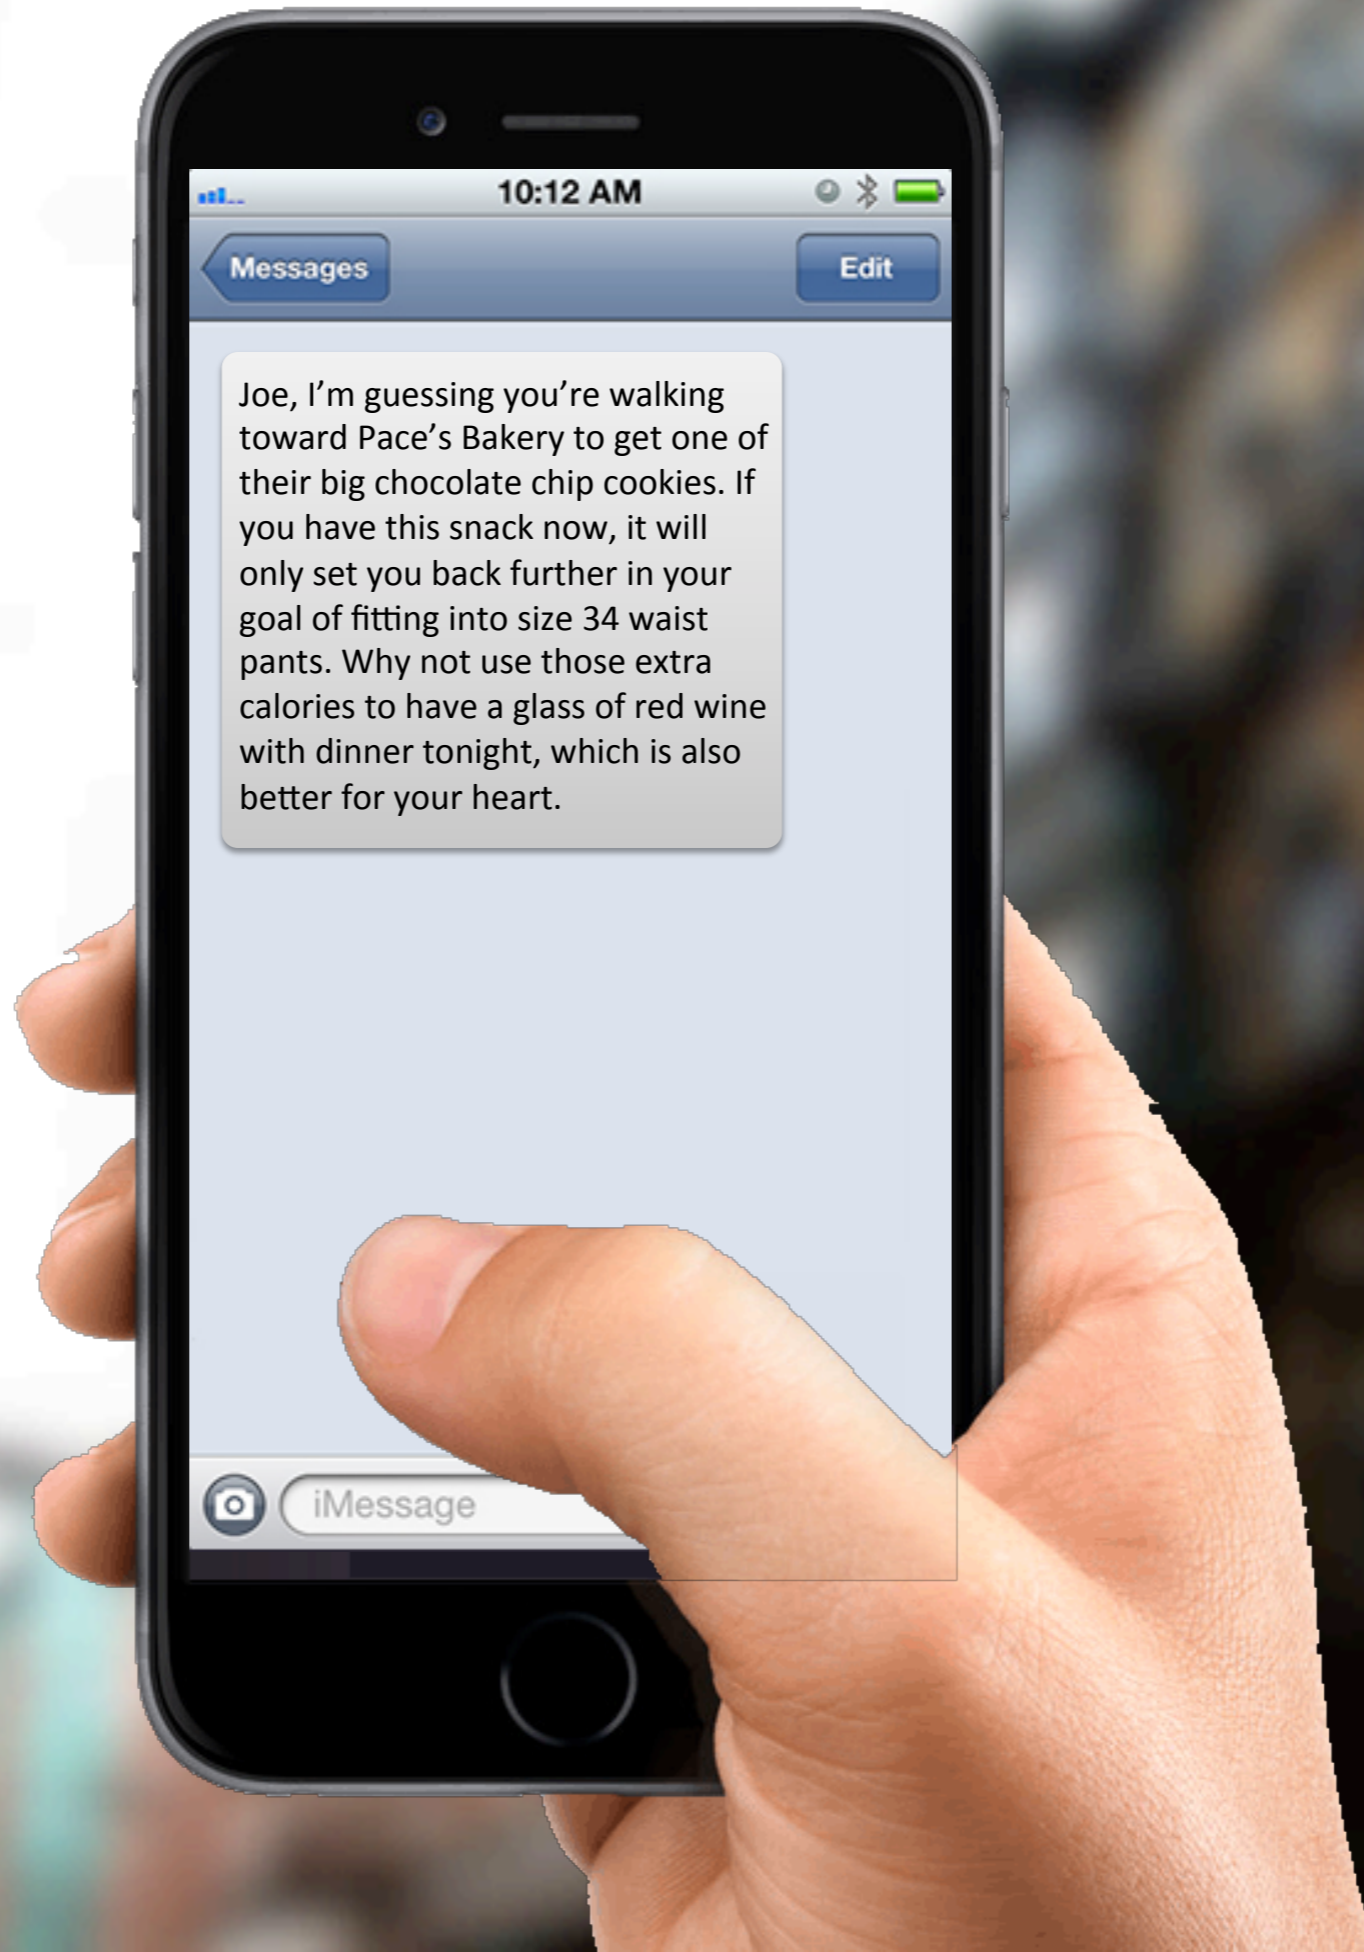 10:12 AM
Messages
Edit
Joe, I’m guessing you’re walking
toward Pace’s Bakery to get one of
their big chocolate chip cookies. If
you have this snack now, it will
only set you back further in your
goal of fitting into size 34 waist
pants. Why not use those extra
calories to have a glass of red wine
with dinner tonight, which is also
better for your heart.
iMessage